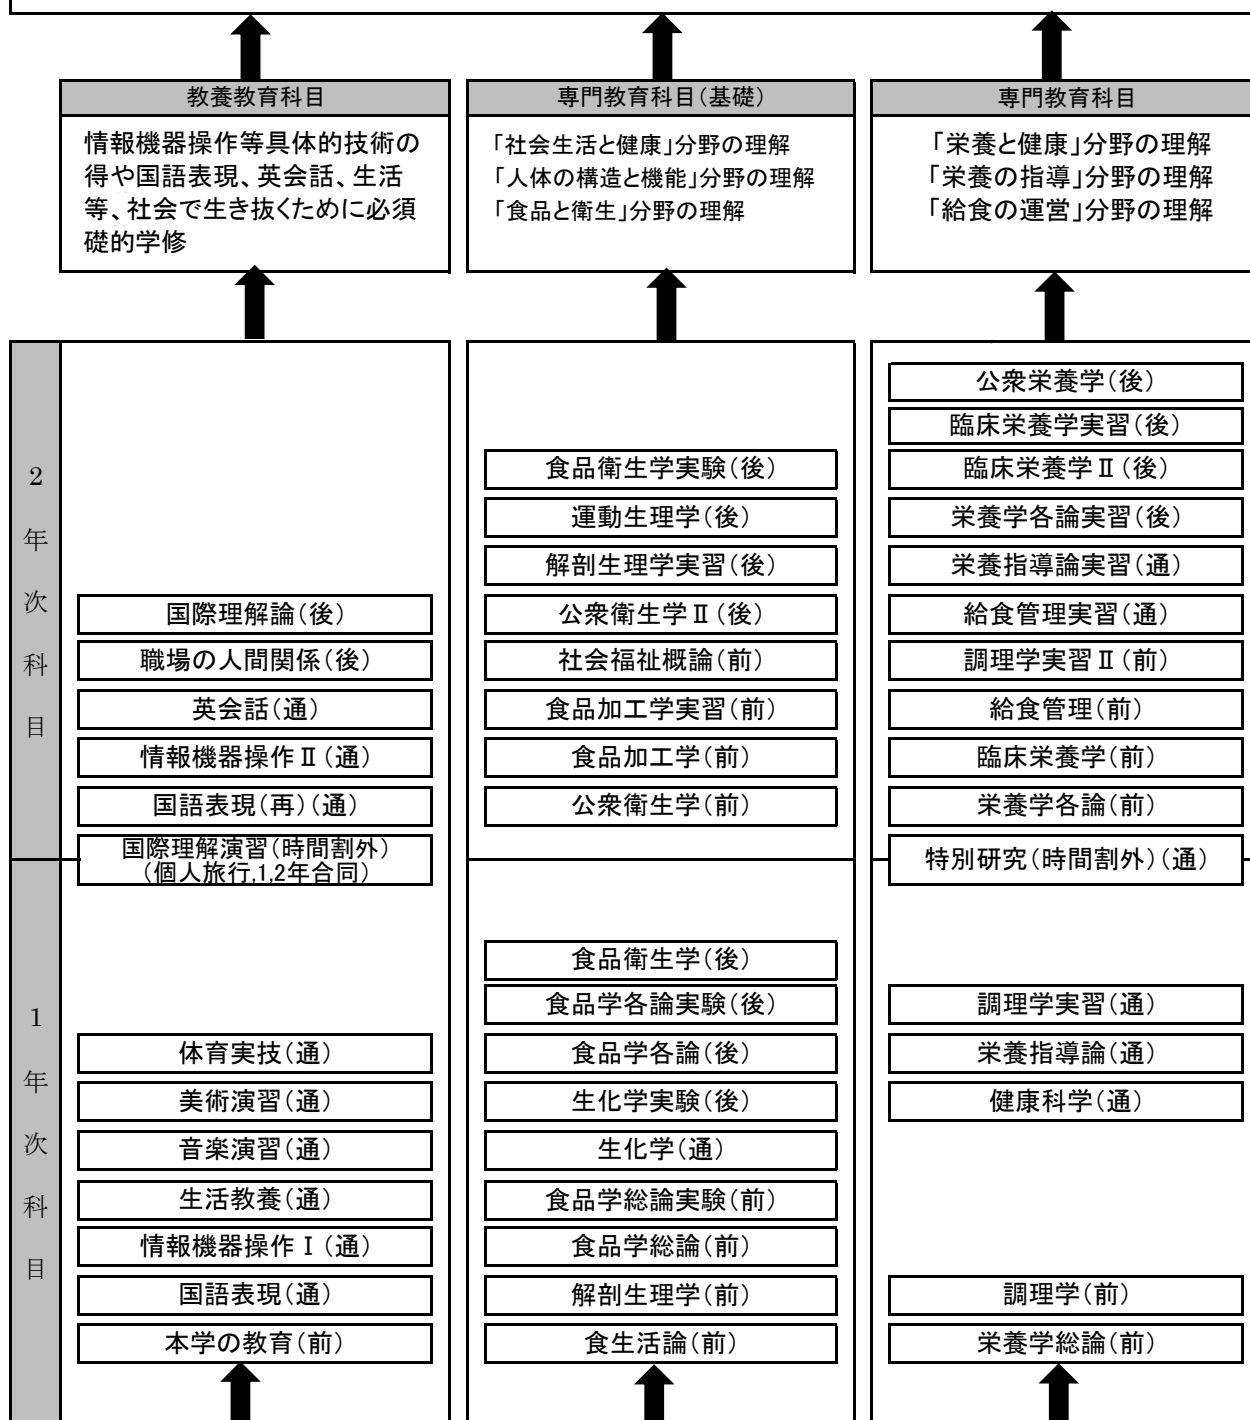 教養教育科目
情報機器操作等具体的技術の
得や国語表現、英会話、生活
等、社会で生き抜くために必須
礎的学修
専門教育科目(基礎)
「社会生活と健康」分野の理解
「人体の構造と機能」分野の理解
「食品と衛生」分野の理解
専門教育科目
「栄養と健康」分野の理解
「栄養の指導」分野の理解
「給食の運営」分野の理解
2年次科目
国際理解論(後)
職場の人間関係(後)
英会話(通)
情報機器操作Ⅱ(通)
国語表現(再)(通)
国際理解演習(時間割外)
(個人旅行,1,2年合同)
食品衛生学実験(後)
運動生理学(後)
解剖生理学実習(後)
公衆衛生学Ⅱ(後)
社会福祉概論(前)
食品加工学実習(前)
食品加工学(前)
公衆衛生学(前)
公衆栄養学(後)
臨床栄養学実習(後)
臨床栄養学Ⅱ(後)
栄養学各論実習(後)
栄養指導論実習(通)
給食管理実習(通)
調理学実習Ⅱ(前)
給食管理(前)
臨床栄養学(前)
栄養学各論(前)
特別研究(時間割外)(通)
1年次科目
体育実技(通)
美術演習(通)
音楽演習(通)
生活教養(通)
情報機器操作Ⅰ(通)
国語表現(通)
本学の教育(前)
食品衛生学(後)
食品学各論実験(後)
食品学各論(後)
生化学実験(後)
生化学(通)
食品学総論実験(前)
食品学総論(前)
解剖生理学(前)
食生活論(前)
調理学実習(通)
栄養指導論(通)
健康科学(通)
調理学(前)
栄養学総論(前)